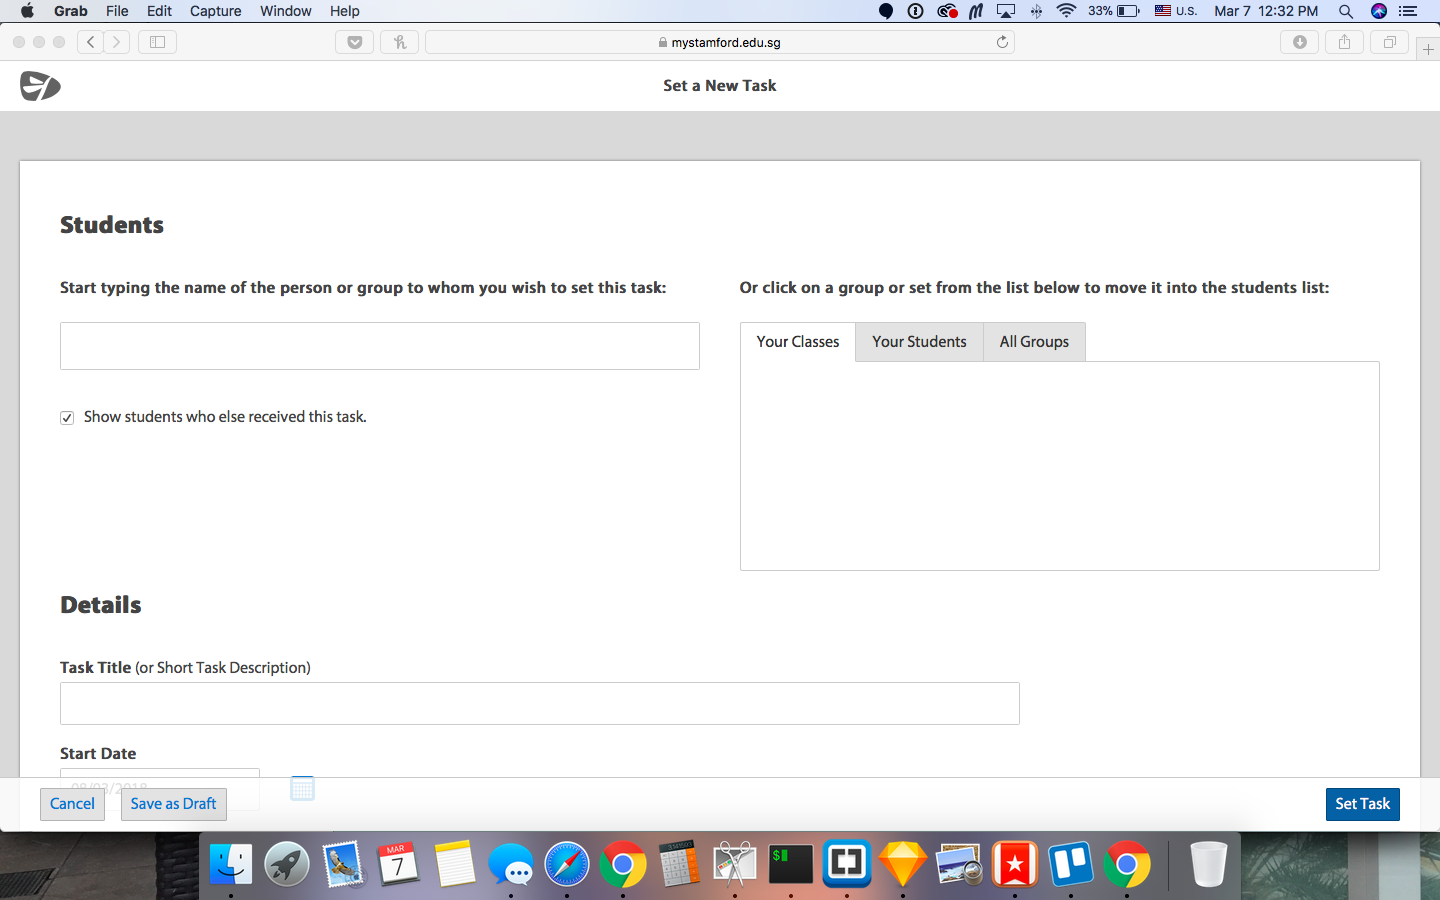 Grab File Edit Capture Window Help 33% U.S. Mar 7 12:32 PM
mystamford.edu.sg
Set a New Task
Students
Start typing the name of the person or group to whom you wish to set this task:
Or click on a group or set from the list below to move it into the students list:
Your Classes Your Students All Groups
Show students who else received this task.
Details
Task Title (or Short Task Description)
Start Date
08/03/2018
Cancel Save as Draft Set Task
MAR
7
$